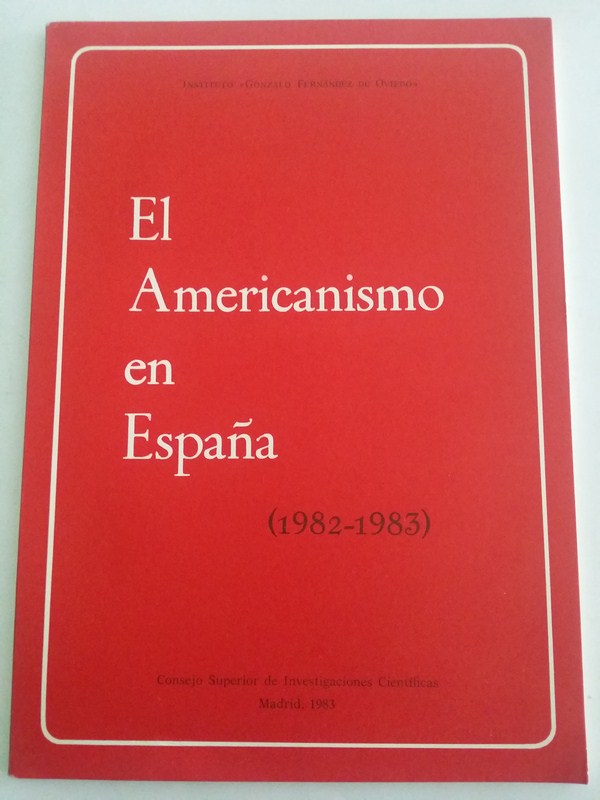 INSTITUTO «GONZALO FERNÁNDEZ DE OVIEDO»
El
Americanismo
en
España
(1982-1983)
Consejo Superior de Investigaciones Científicas
Madrid, 1983